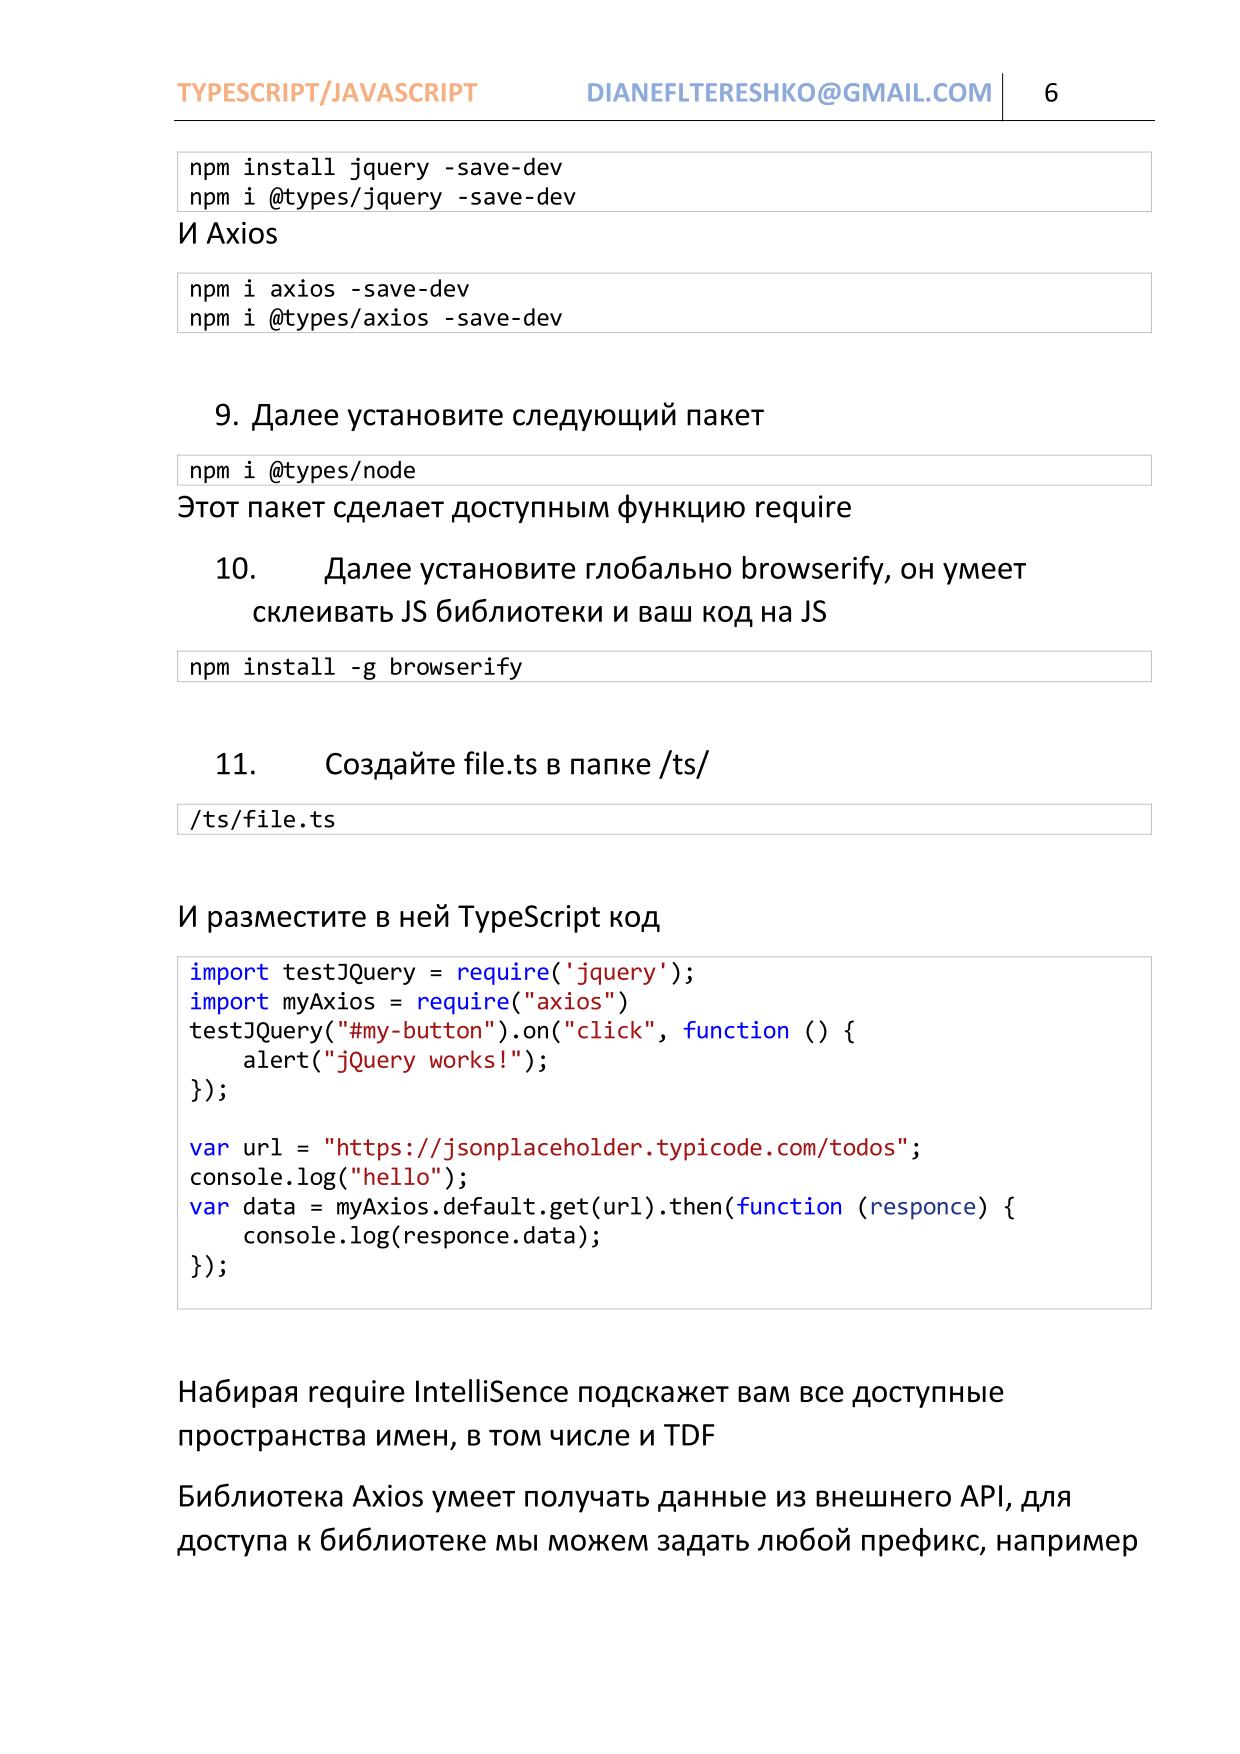 TYPESCRIPT/JAVASCRIPT DIANEFLTERESHKO@GMAIL.COM 6
npm install jquery -save-dev
npm i @types/jquery -save-dev
И Axios
npm i axios -save-dev
npm i @types/axios -save-dev
9. Далее установите следующий пакет
npm i @types/node
Этот пакет сделает доступным функцию require
10. Далее установите глобально browserify, он умеет
склеивать JS библиотеки и ваш код на JS
npm install -g browserify
11. Создайте file.ts в папке /ts/
/ts/file.ts
И разместите в ней TypeScript код
import testJQuery = require('jquery');
import myAxios = require("axios")
testJQuery("#my-button").on("click", function () {
    alert("jQuery works!");
});
var url = "https://jsonplaceholder.typicode.com/todos";
console.log("hello");
var data = myAxios.default.get(url).then(function (responce) {
    console.log(responce.data);
});
Набирая require IntelliSence подскажет вам все доступные
пространства имен, в том числе и TDF
Библиотека Axios умеет получать данные из внешнего API, для
доступа к библиотеке мы можем задать любой префикс, например